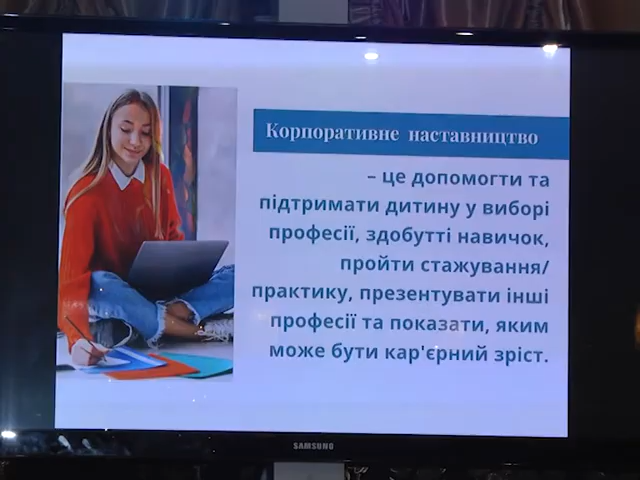 Корпоративне наставництво
– це допомогти та
підтримати дитину у виборі
професії, здобутті навичок,
пройти стажування/
практику, презентувати інші
професії та показати, яким
може бути кар'єрний зріст.
SAMSUNG